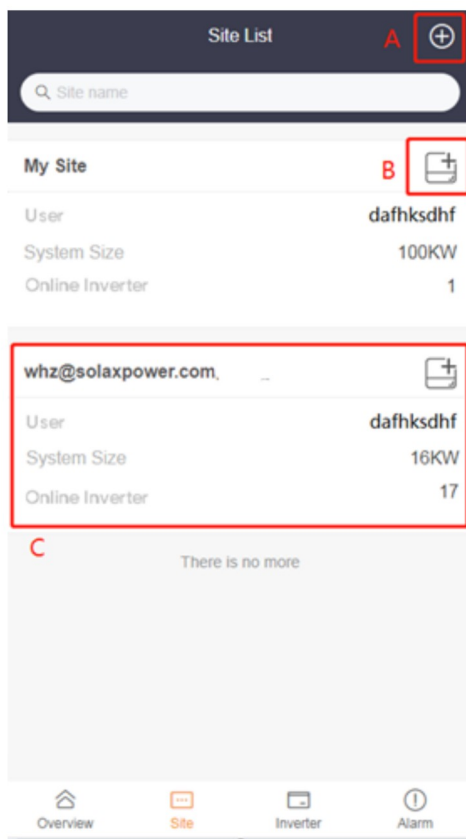 Site List A
Site name
My Site B
User dafhksdhf
System Size 100KW
Online Inverter 1
whz@solaxpower.com
User dafhksdhf
System Size 16KW
Online Inverter 17
C
There is no more
Overview Site Inverter Alarm